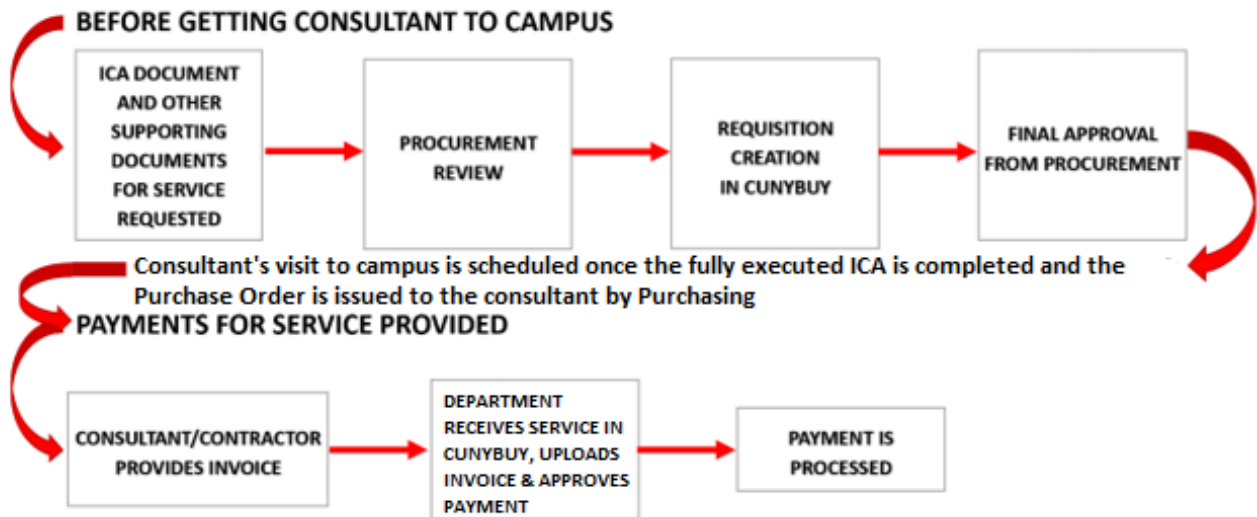 BEFORE GETTING CONSULTANT TO CAMPUS
ICA DOCUMENT
AND OTHER
SUPPORTING
DOCUMENTS
FOR SERVICE
REQUESTED
PROCUREMENT
REVIEW
REQUISITION
CREATION
IN CUNYBUY
FINAL APPROVAL
FROM PROCUREMENT
Consultant's visit to campus is scheduled once the fully executed ICA is completed and the
Purchase Order is issued to the consultant by Purchasing
PAYMENTS FOR SERVICE PROVIDED
CONSULTANT/CONTRACTOR
PROVIDES INVOICE
DEPARTMENT
RECEIVES SERVICE IN
CUNYBUY, UPLOADS
INVOICE & APPROVES
PAYMENT
PAYMENT IS
PROCESSED